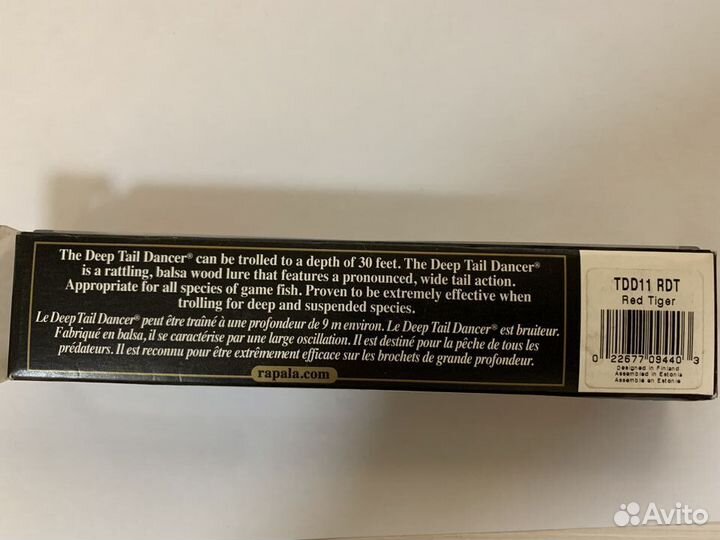 The Deep Tail Dancer® can be trolled to a depth of 30 feet. The Deep Tail Dancer®
is a rattling, balsa wood lure that features a pronounced, wide tail action.
Appropriate for all species of game fish. Proven to be extremely effective when
trolling for deep and suspended species.
Le Deep Tail Dancer® peut être traîné à une profondeur de 9 m environ. Le Deep Tail Dancer® est bruiteur.
Fabriqué en balsa, il se caractérise par une large oscillation. Il est destiné pour la pêche de tous les
prédateurs. Il est reconnu pour être extrêmement efficace sur les brochets de grande profondeur.
rapala.com
TDD11 RDT
Red Tiger
0 22677 09440 3
Designed in Finland
Assembled in Estonia
Assemble en Estonie
Avito